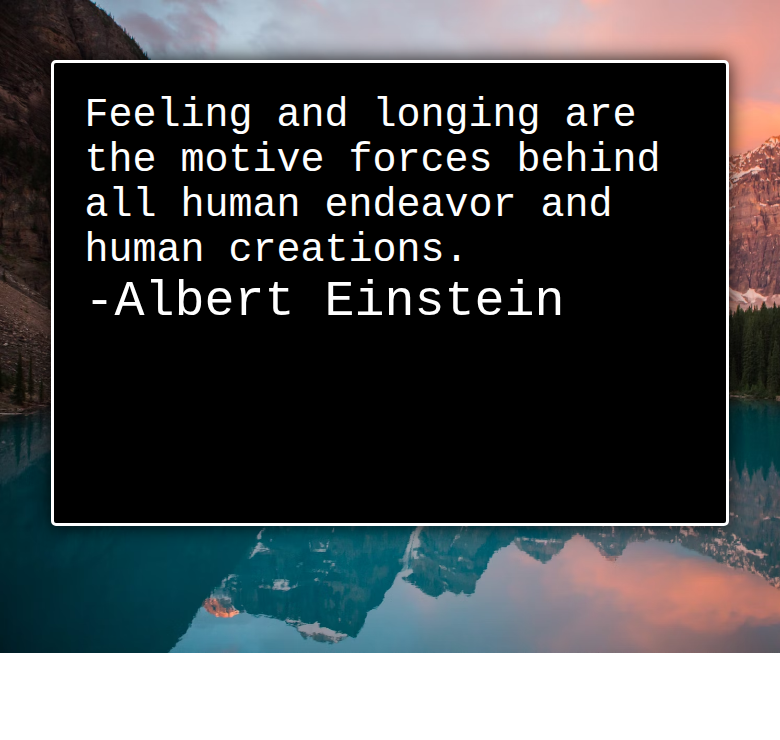 Feeling and longing are
the motive forces behind
all human endeavor and
human creations.
-Albert Einstein